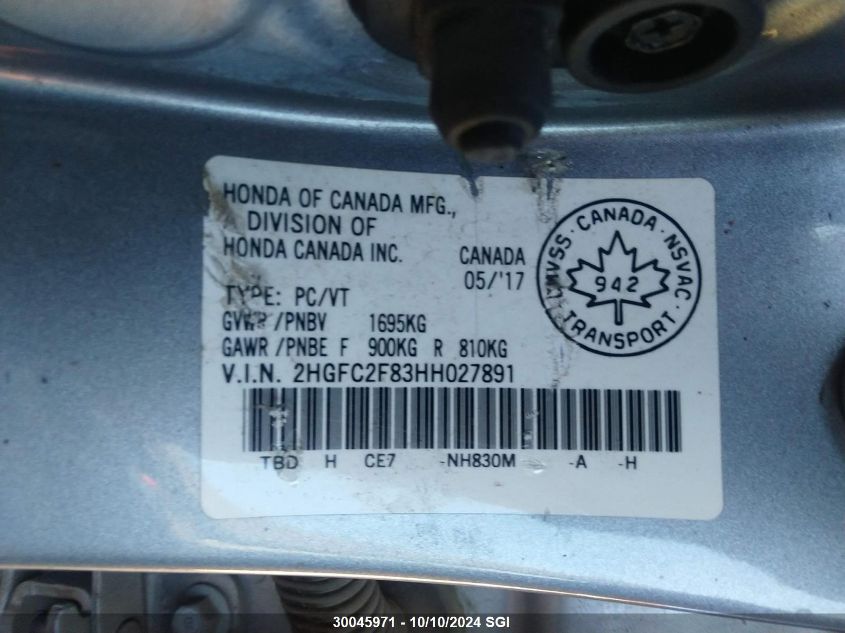 HONDA OF CANADA MFG.,
DIVISION OF
HONDA CANADA INC.
CANADA
05/'17
TYPE: PC/VT
GVWR /PNBV 1695KG
GAWR /PNBE F 900KG R 810KG
V.I.N. 2HGFC2F83HH027891
TBD H CE7 -NH830M -A -H
CMVSS · CANADA · NSVAC
942
· TRANSPORT ·
30045971 - 10/10/2024 SGI